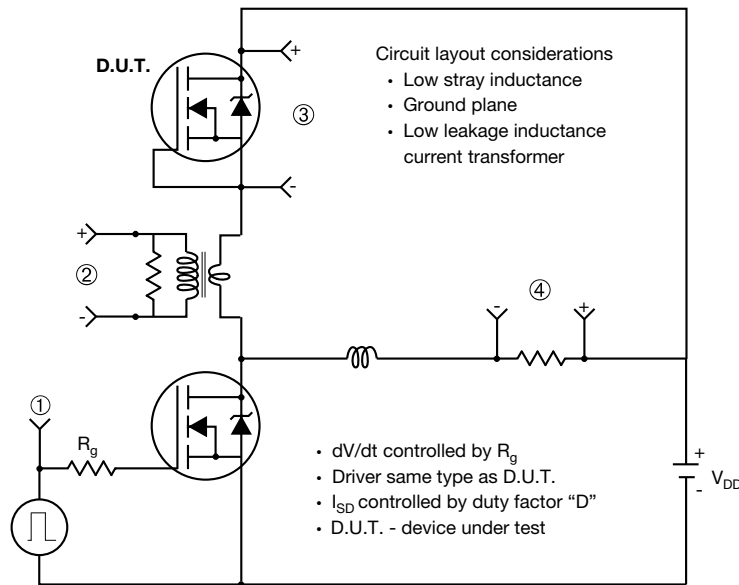 D.U.T.
+
Circuit layout considerations
• Low stray inductance
③
• Ground plane
• Low leakage inductance
current transformer
-
+
②
-
④
- +
①
R_g
• dV/dt controlled by R_g
• Driver same type as D.U.T.
• I_SD controlled by duty factor “D”
• D.U.T. - device under test
+
V_DD
-